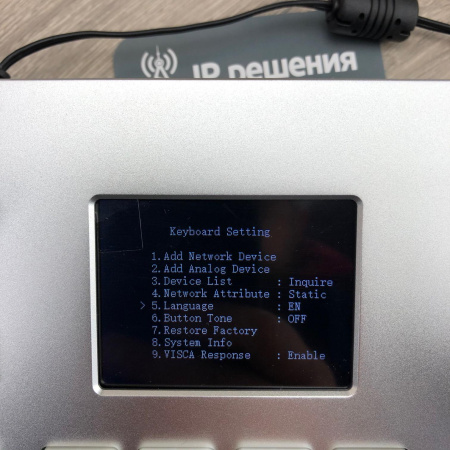 IP решения
Keyboard Setting
1.Add Network Device
2.Add Analog Device
3.Device List : Inquire
4.Network Attribute : Static
5.Language : EN
6.Button Tone : OFF
7.Restore Factory
8.System Info
9.VISCA Response : Enable